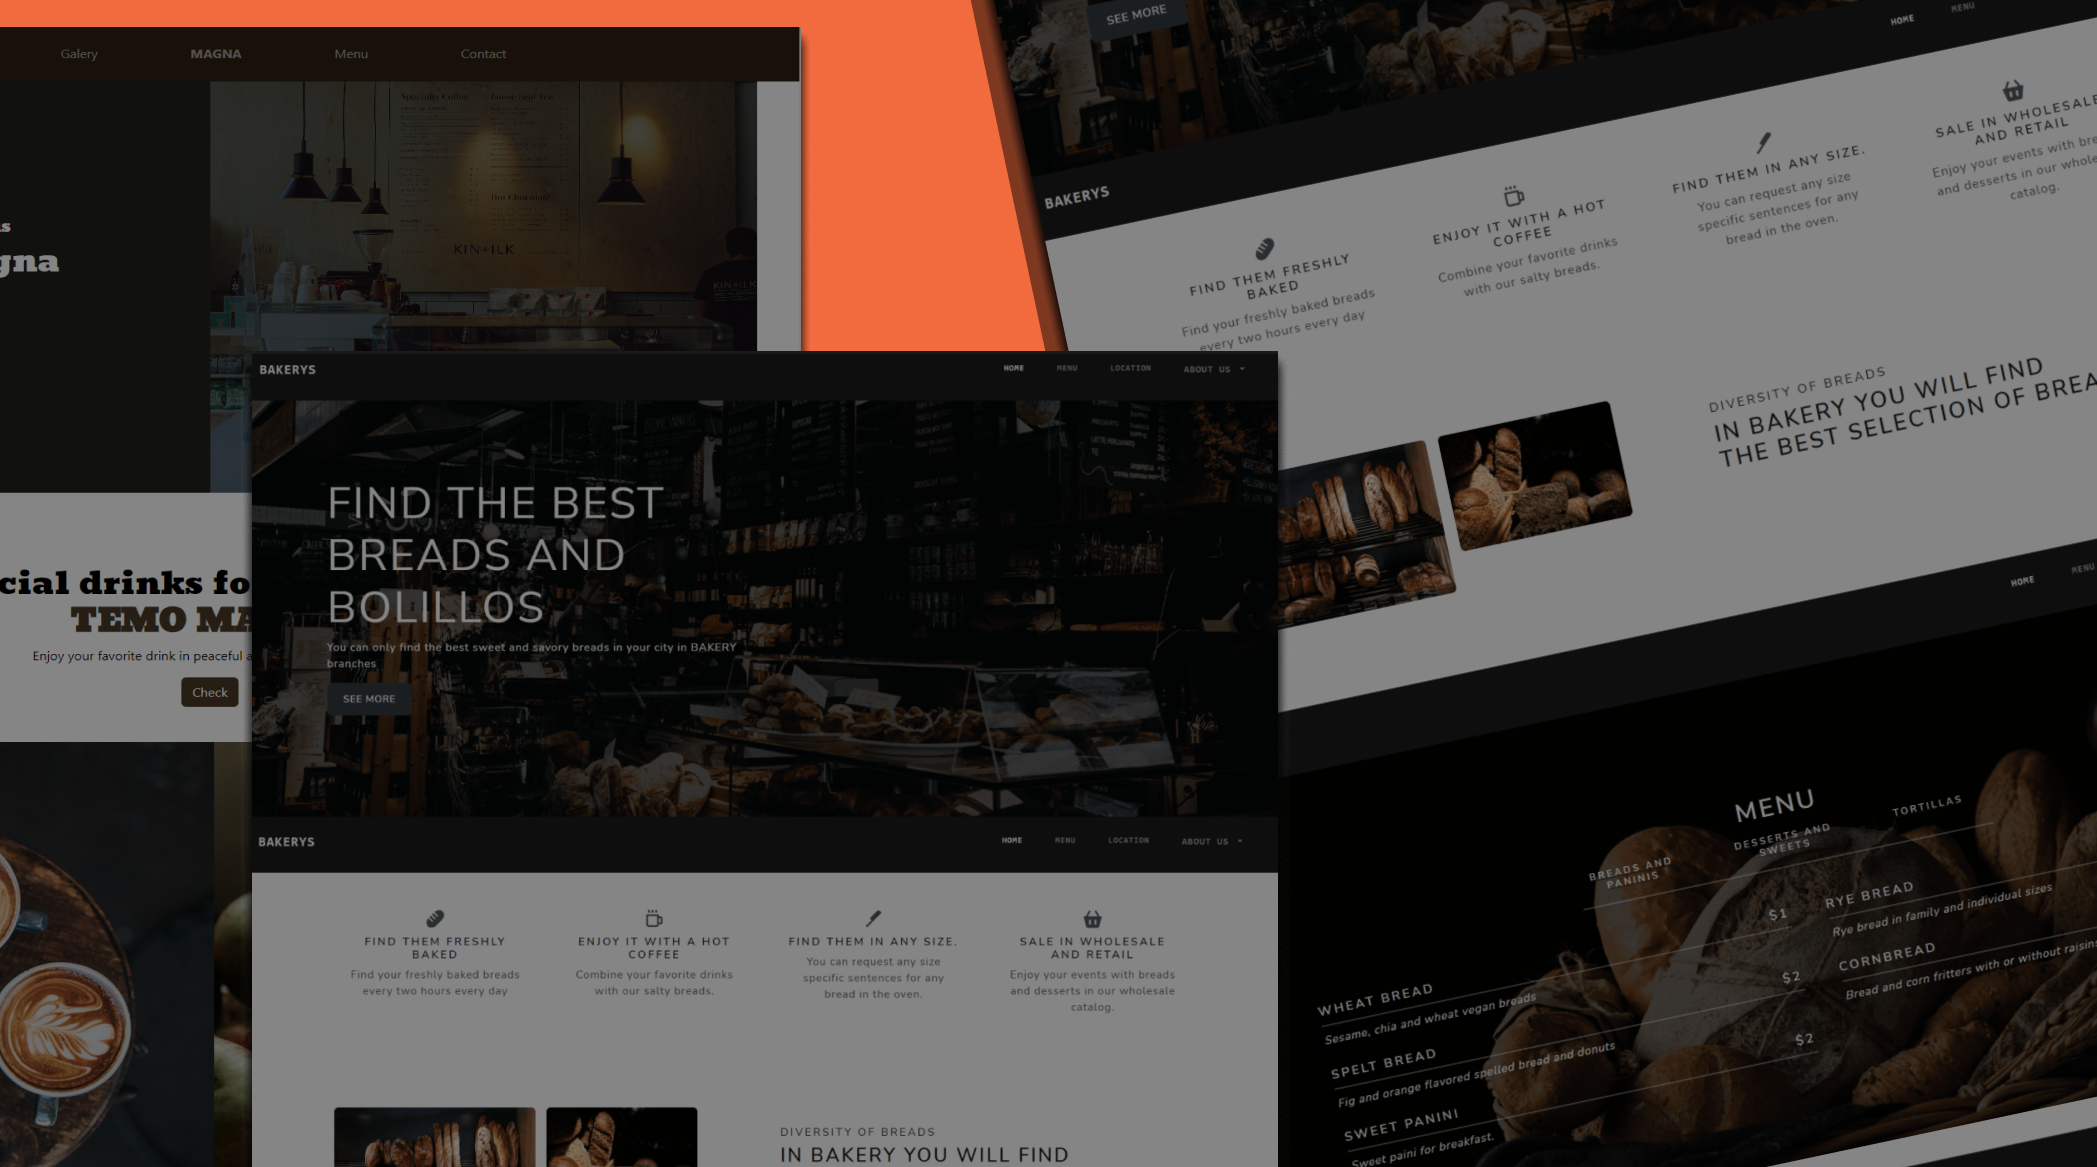 Galery
MAGNA
Menu
Contact
Specialty Coffee
KIN+ILK
KIN+ILK
gna
cial drinks fo
TEMO MA
Enjoy your favorite drink in peaceful a
Check
BAKERYS
HOME
MENU
LOCATION
ABOUT US
FIND THE BEST
BREADS AND
BOLILLOS
You can only find the best sweet and savory breads in your city in BAKERY
branches
SEE MORE
BAKERYS
HOME
MENU
LOCATION
ABOUT US
FIND THEM FRESHLY
BAKED
Find your freshly baked breads
every two hours every day
ENJOY IT WITH A HOT
COFFEE
Combine your favorite drinks
with our salty breads.
FIND THEM IN ANY SIZE.
You can request any size
specific sentences for any
bread in the oven.
SALE IN WHOLESALE
AND RETAIL
Enjoy your events with breads
and desserts in our wholesale
catalog.
DIVERSITY OF BREADS
IN BAKERY YOU WILL FIND
SEE MORE
HOME
MENU
BAKERYS
FIND THEM FRESHLY
BAKED
Find your freshly baked breads
every two hours every day
ENJOY IT WITH A HOT
COFFEE
Combine your favorite drinks
with our salty breads.
FIND THEM IN ANY SIZE.
You can request any size
specific sentences for any
bread in the oven.
SALE IN WHOLESALE
AND RETAIL
Enjoy your events with bre
and desserts in our whole
catalog.
DIVERSITY OF BREADS
IN BAKERY YOU WILL FIND
THE BEST SELECTION OF BREA
HOME
MENU
MENU
BREADS AND
PANINIS
DESSERTS AND
SWEETS
TORTILLAS
WHEAT BREAD
$1
Sesame, chia and wheat vegan breads
SPELT BREAD
$2
Fig and orange flavored spelled bread and donuts
SWEET PANINI
$2
Sweet paini for breakfast.
RYE BREAD
Rye bread in family and individual sizes
CORNBREAD
Bread and corn fritters with or without raisins